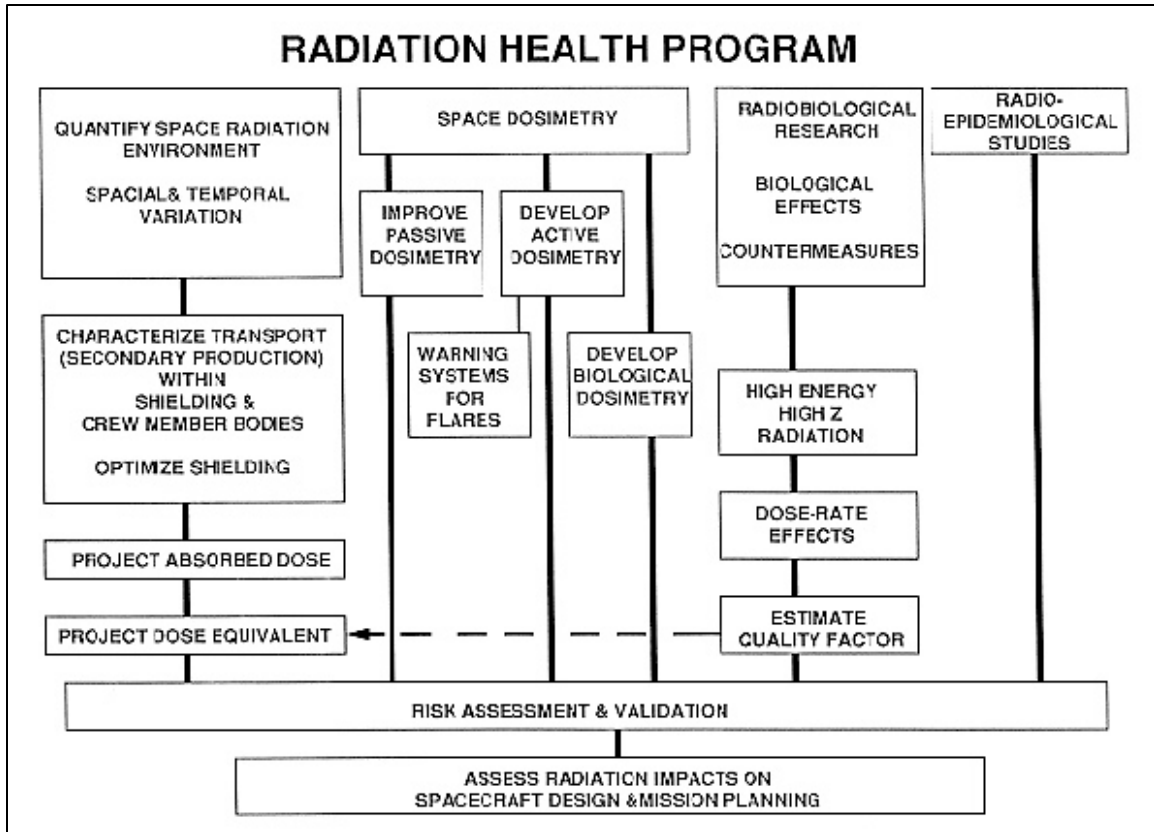 RADIATION HEALTH PROGRAM
QUANTIFY SPACE RADIATION
ENVIRONMENT
SPACIAL& TEMPORAL
VARIATION
SPACE DOSIMETRY
RADIOBIOLOGICAL
RESEARCH
BIOLOGICAL
EFFECTS
COUNTERMEASURES
RADIO-
EPIDEMIOLOGICAL
STUDIES
IMPROVE
PASSIVE
DOSIMETRY
DEVELOP
ACTIVE
DOSIMETRY
CHARACTERIZE TRANSPORT
(SECONDARY PRODUCTION)
WITHIN
SHIELDING &
CREW MEMBER BODIES
OPTIMIZE SHIELDING
WARNING
SYSTEMS
FOR
FLARES
DEVELOP
BIOLOGICAL
DOSIMETRY
HIGH ENERGY
HIGH Z
RADIATION
DOSE-RATE
EFFECTS
PROJECT ABSORBED DOSE
PROJECT DOSE EQUIVALENT
ESTIMATE
QUALITY FACTOR
RISK ASSESSMENT & VALIDATION
ASSESS RADIATION IMPACTS ON
SPACECRAFT DESIGN &MISSION PLANNING